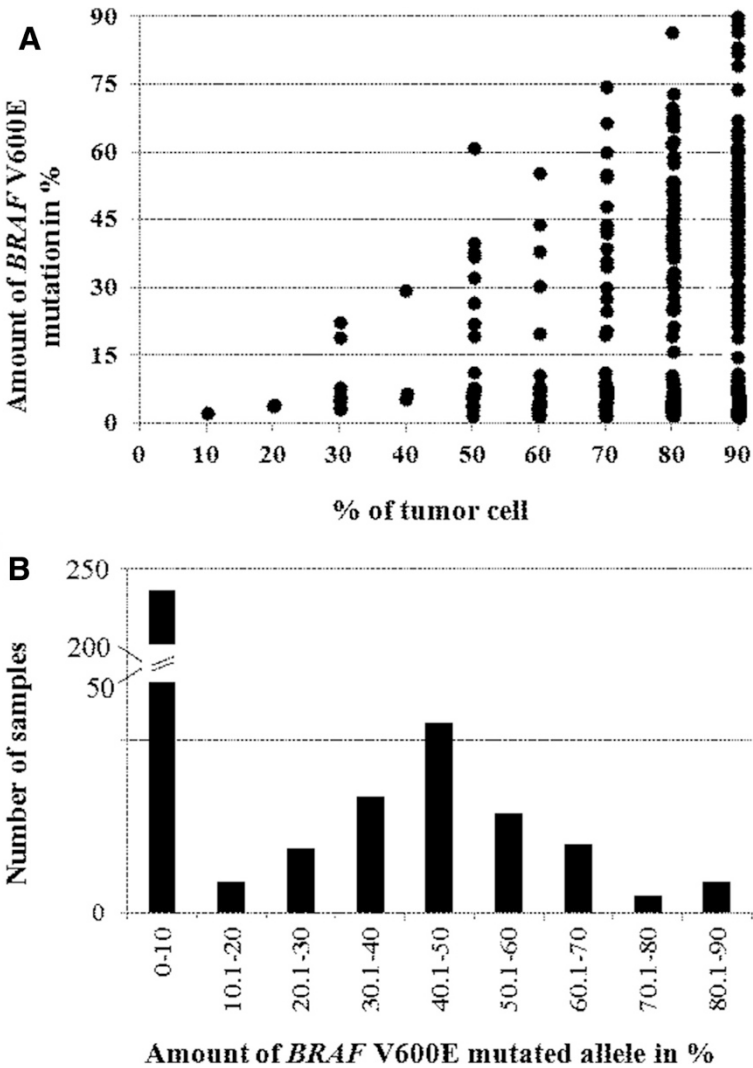 A
Amount of BRAF V600E
mutation in %
90
75
60
45
30
15
0
0 10 20 30 40 50 60 70 80 90
% of tumor cell
B
Number of samples
250
200
50
0
0-10
10.1-20
20.1-30
30.1-40
40.1-50
50.1-60
60.1-70
70.1-80
80.1-90
Amount of BRAF V600E mutated allele in %